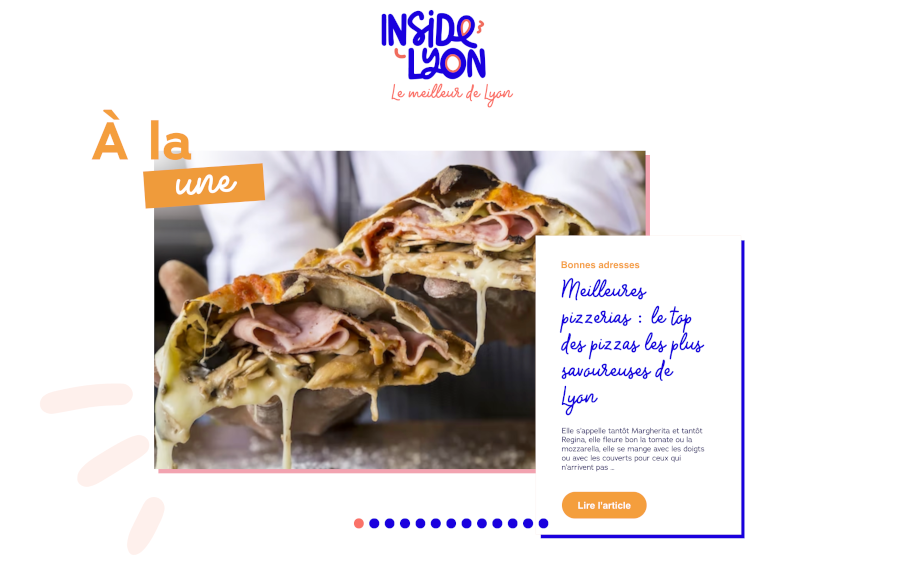 INSIDE
LYON
Le meilleur de Lyon
À la
une
Bonnes adresses
Meilleures
pizzerias : le top
des pizzas les plus
savoureuses de
Lyon
Elle s'appelle tantôt Margherita et tantôt
Regina, elle fleure bon la tomate ou la
mozzarella, elle se mange avec les doigts
ou avec les couverts pour ceux qui
n'arrivent pas ...
Lire l'article